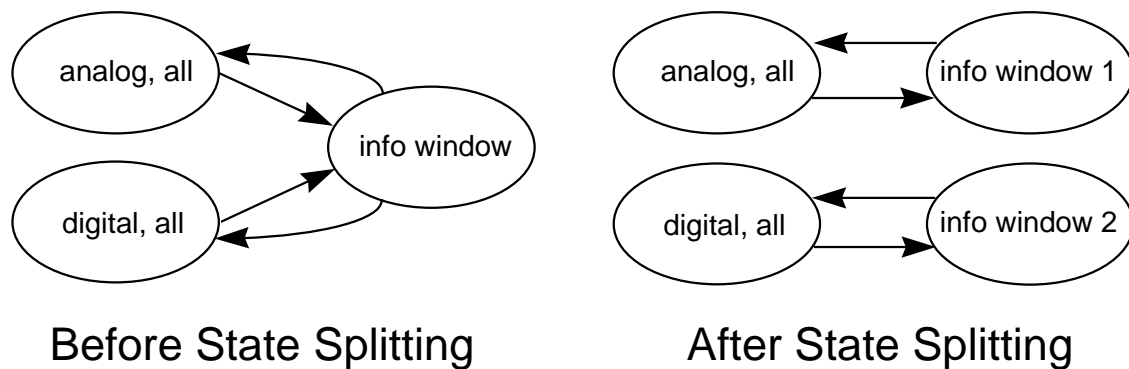 analog, all
info window
digital, all
Before State Splitting
analog, all
info window 1
digital, all
info window 2
After State Splitting